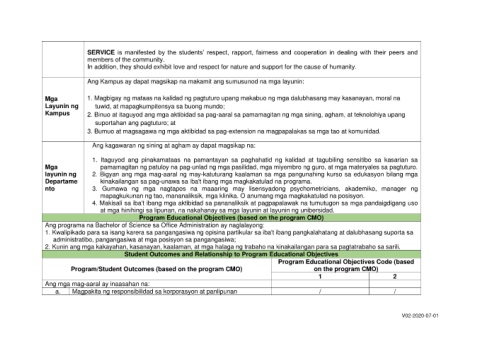 SERVICE is manifested by the students' respect, rapport, fairness and cooperation in dealing with their peers and
members of the community.
In addition, they should exhibit love and respect for nature and support for the cause of humanity.
Mga
Layunin ng
Kampus
Ang Kampus ay dapat magsikap na makamit ang sumusunod na mga layunin:
1. Magbigay ng mataas na kalidad ng pagtuturo upang makabuo ng mga dalubhasang may kasanayan, moral na
tuwid, at mapagkumpitensya sa buong mundo;
2. Binuo at itaguyod ang mga aktibidad sa pag-aaral sa pamamagitan ng mga sining, agham, at teknolohiya upang
suportahan ang pagtuturo; at
3. Bumuo at magsagawa ng mga aktibidad sa pag-extension na magpapalakas sa mga tao at komunidad.
Mga
layunin ng
Departame
nto
Ang kagawaran ng sining at agham ay dapat magsikap na:
1. Itaguyod ang pinakamataas na pamantayan sa paghahatid ng kalidad at tagubiling sensitibo sa kasarian sa
pamamagitan ng patuloy na pag-unlad ng mga pasilidad, mga miyembro ng guro, at mga materyales sa pagtuturo.
2. Bigyan ang mga mag-aaral ng may-katuturang kaalaman sa mga pangunahing kurso sa edukasyon bilang mga
kinakailangan sa pag-unawa sa iba't ibang mga magkakatulad na programa.
3. Gumawa ng mga nagtapos na maaaring may lisensyadong psychometricians, akademiko, manager ng
mapagkukunan ng tao, mananaliksik, mga klinika. O anumang mga magkakatulad na posisyon.
4. Makisali sa iba't ibang mga aktibidad sa pananaliksik at pagpapalawak na tumutugon sa mga pandaigdigang uso
at mga hinihingi sa lipunan, na nakahanay sa mga layunin at layunin ng unibersidad.
Program Educational Objectives (based on the program CMO)
Ang programa na Bachelor of Science sa Office Administration ay naglalayong:
1. Kwalipikado para sa isang karera sa pangangasiwa ng opisina partikular sa iba't ibang pangkalahatang at dalubhasang suporta sa
administratibo, pangangasiwa at mga posisyon sa pangangasiwa;
2. Kunin ang mga kakayahan, kasanayan, kaalaman, at mga halaga ng trabaho na kinakailangan para sa pagtatrabaho sa sarili.
Student Outcomes and Relationship to Program Educational Objectives
Program/Student Outcomes (based on the program CMO)
Program Educational Objectives Code (based
on the program CMO)
1 2
Ang mga mag-aaral ay inaasahan na:
a. Magpakita ng responsibilidad sa korporasyon at panlipunan / /
V02-2020-07-01